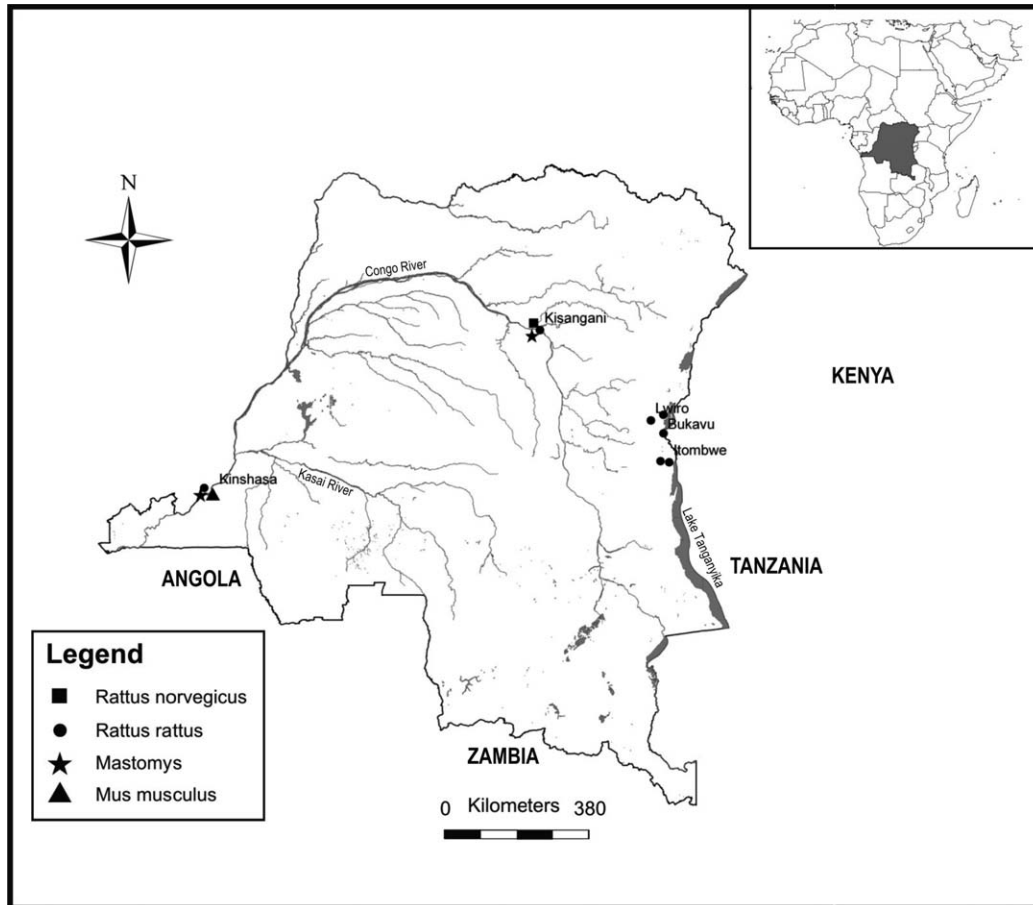 N
Congo River
Kisangani
KENYA
Lwiro
Bukavu
Itombwe
Kinshasa
Kasai River
Lake Tanganyika
TANZANIA
ANGOLA
Legend
Rattus norvegicus
Rattus rattus
Mastomys
Mus musculus
ZAMBIA
0 Kilometers 380